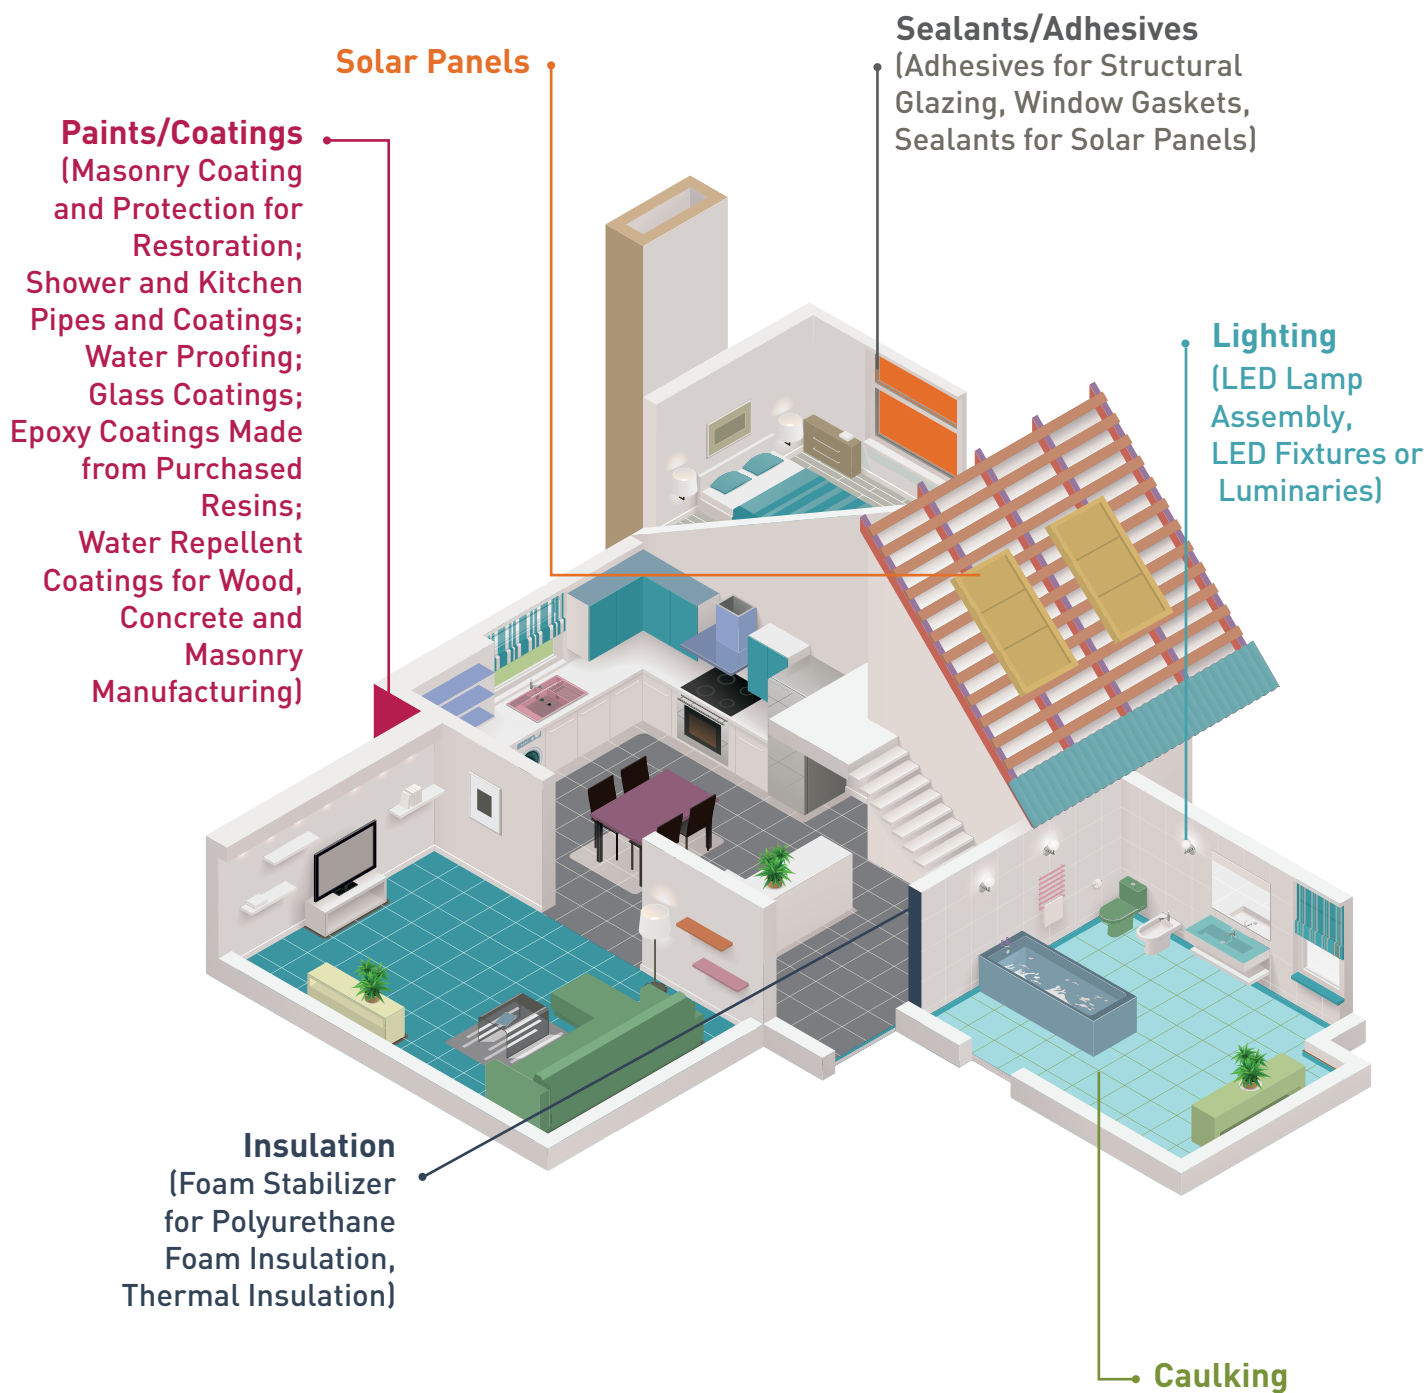 Solar Panels
Sealants/Adhesives
(Adhesives for Structural
Glazing, Window Gaskets,
Sealants for Solar Panels)
Paints/Coatings
(Masonry Coating
and Protection for
Restoration;
Shower and Kitchen
Pipes and Coatings;
Water Proofing;
Glass Coatings;
Epoxy Coatings Made
from Purchased
Resins;
Water Repellent
Coatings for Wood,
Concrete and
Masonry
Manufacturing)
Lighting
(LED Lamp
Assembly,
LED Fixtures or
Luminaries)
Insulation
(Foam Stabilizer
for Polyurethane
Foam Insulation,
Thermal Insulation)
Caulking